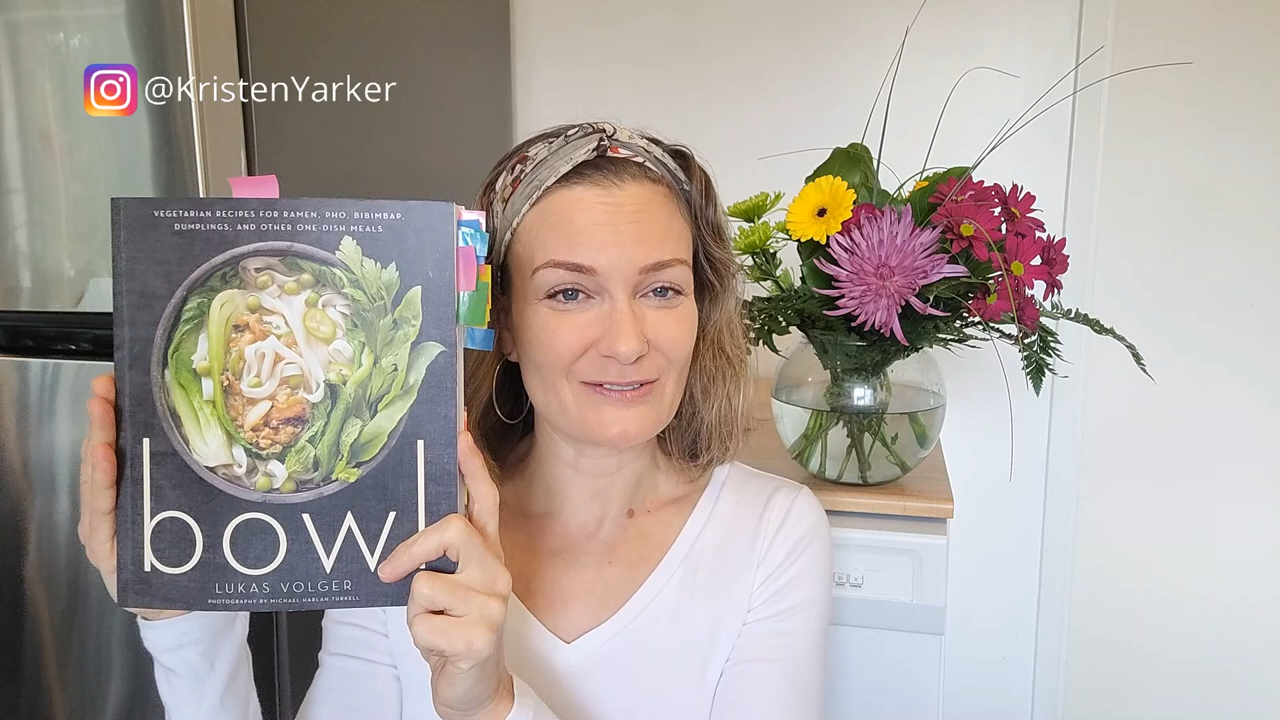 @KristenYarker
VEGETARIAN RECIPES FOR RAMEN, PHO, BIBIMBAP,
DUMPLINGS, AND OTHER ONE-DISH MEALS
bowl
LUKAS VOLGER
PHOTOGRAPHY BY MICHAEL HARLAN TURKELL